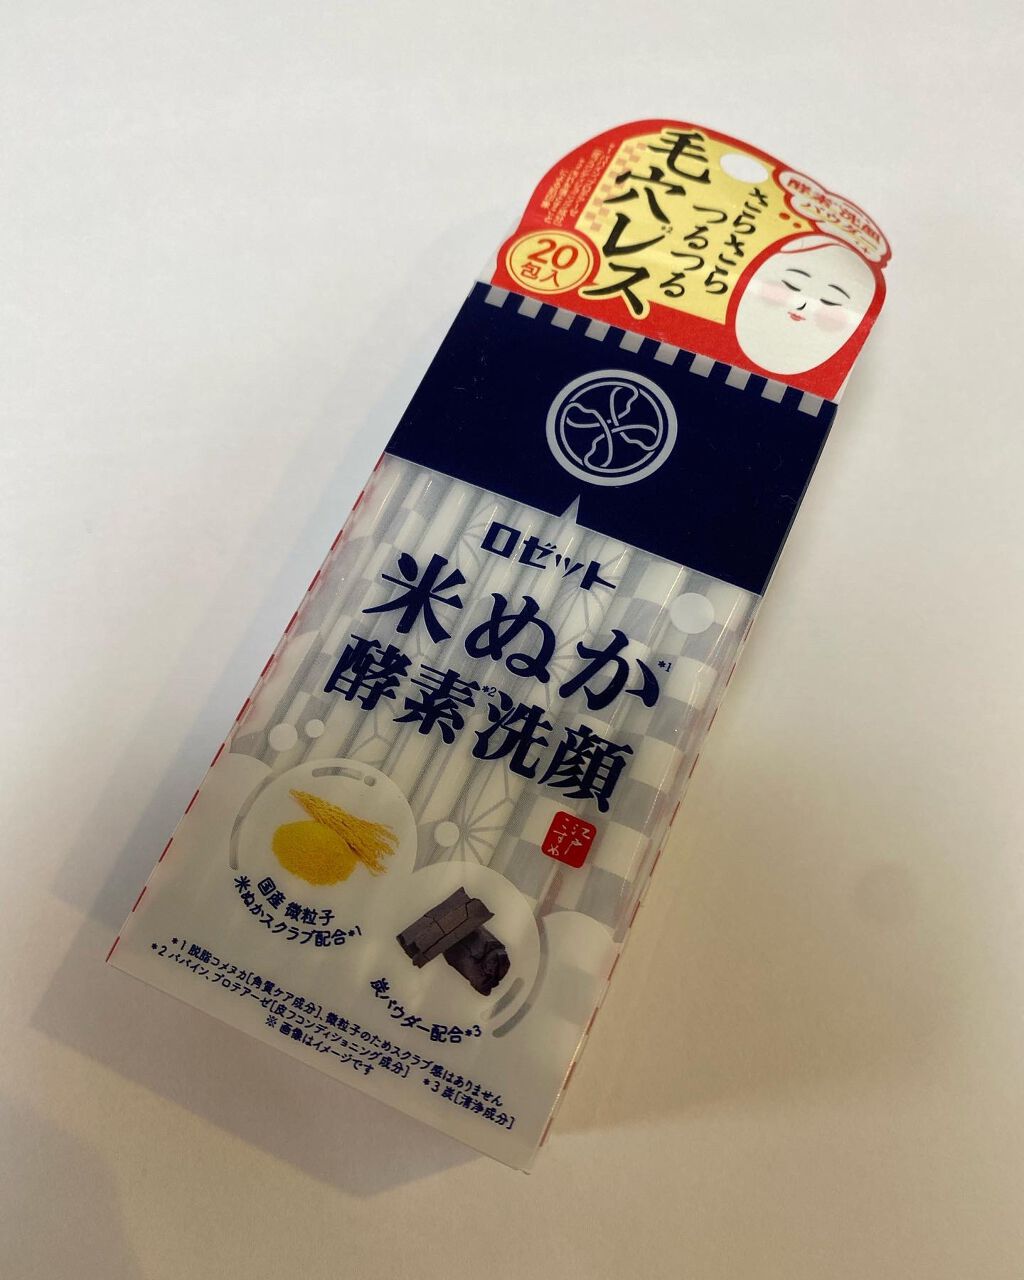 酵素*洗顔
パウダー
さらさら
つるつる
毛穴レス*2
20
包入
ロゼット
米ぬか*1
酵素*2洗顔
江戸
こすめ
国産 微粒子
米ぬかスクラブ配合*1
炭パウダー配合*3
*1 脱脂コメヌカ[角質ケア成分]、微粒子のためスクラブ感はありません
*2 パパイン、プロテアーゼ[皮フコンディショニング成分] *3 炭[清浄成分]
※ 画像はイメージです